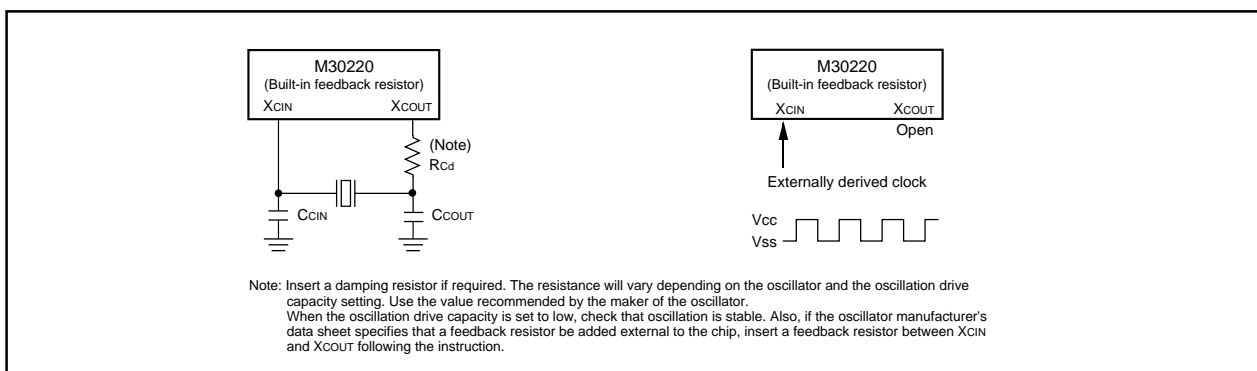 M30220
(Built-in feedback resistor)
XCIN XCOUT
(Note)
RCd
CCIN CCOUT
M30220
(Built-in feedback resistor)
XCIN XCOUT
Open
Externally derived clock
Vcc
Vss
Note: Insert a damping resistor if required. The resistance will vary depending on the oscillator and the oscillation drive
capacity setting. Use the value recommended by the maker of the oscillator.
When the oscillation drive capacity is set to low, check that oscillation is stable. Also, if the oscillator manufacturer's
data sheet specifies that a feedback resistor be added external to the chip, insert a feedback resistor between XCIN
and XCOUT following the instruction.